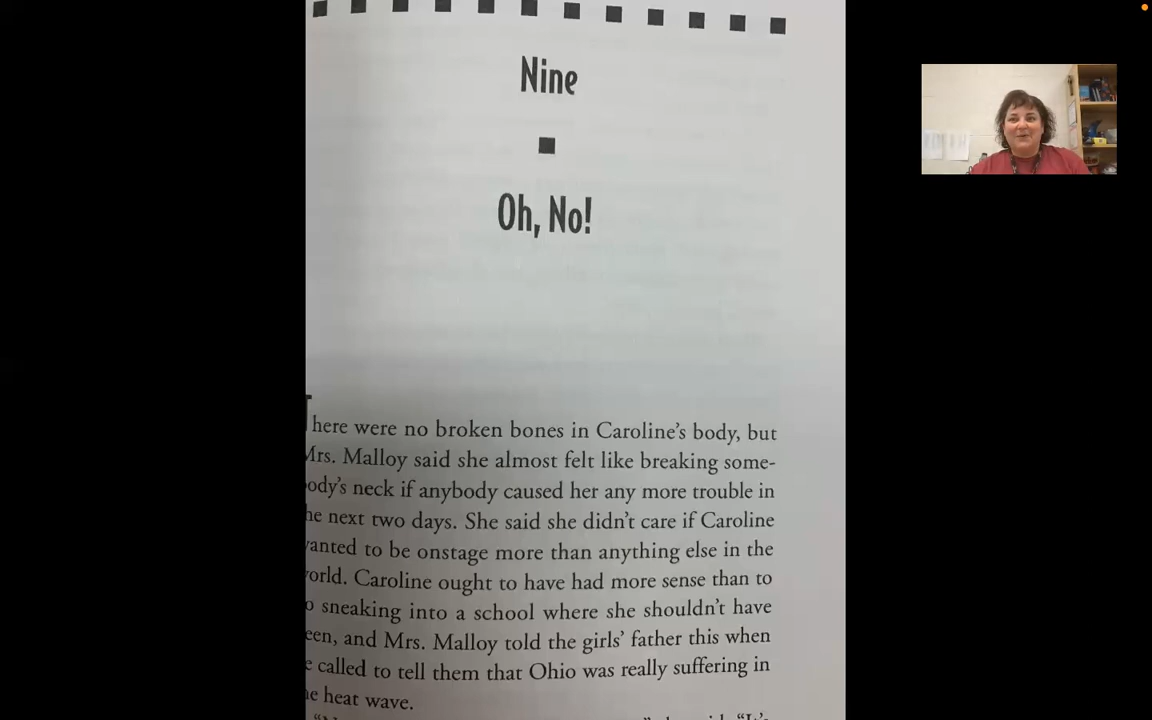 Nine
Oh, No!
There were no broken bones in Caroline's body, but
Mrs. Malloy said she almost felt like breaking some-
ody's neck if anybody caused her any more trouble in
he next two days. She said she didn't care if Caroline
anted to be onstage more than anything else in the
orld. Caroline ought to have had more sense than to
o sneaking into a school where she shouldn't have
een, and Mrs. Malloy told the girls' father this when
e called to tell them that Ohio was really suffering in
he heat wave.